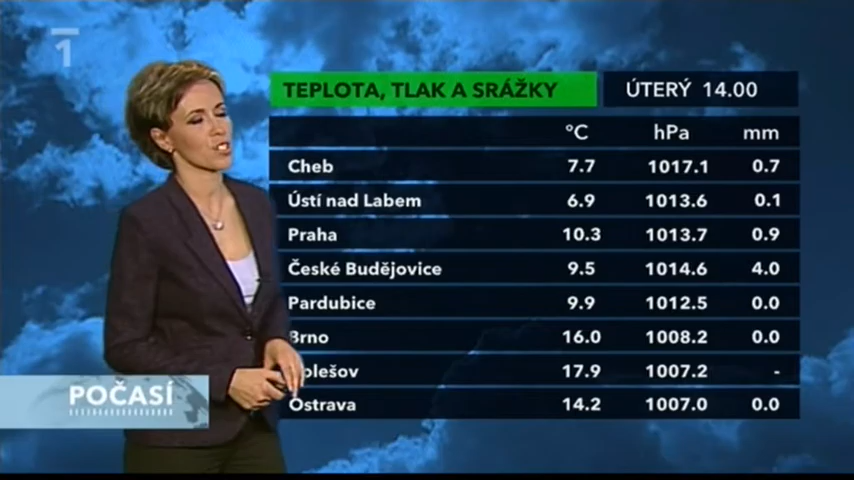 1
TEPLOTA, TLAK A SRÁŽKY ÚTERÝ 14.00
°C hPa mm
Cheb 7.7 1017.1 0.7
Ústí nad Labem 6.9 1013.6 0.1
Praha 10.3 1013.7 0.9
České Budějovice 9.5 1014.6 4.0
Pardubice 9.9 1012.5 0.0
Brno 16.0 1008.2 0.0
olešov 17.9 1007.2 -
Ostrava 14.2 1007.0 0.0
POČASÍ